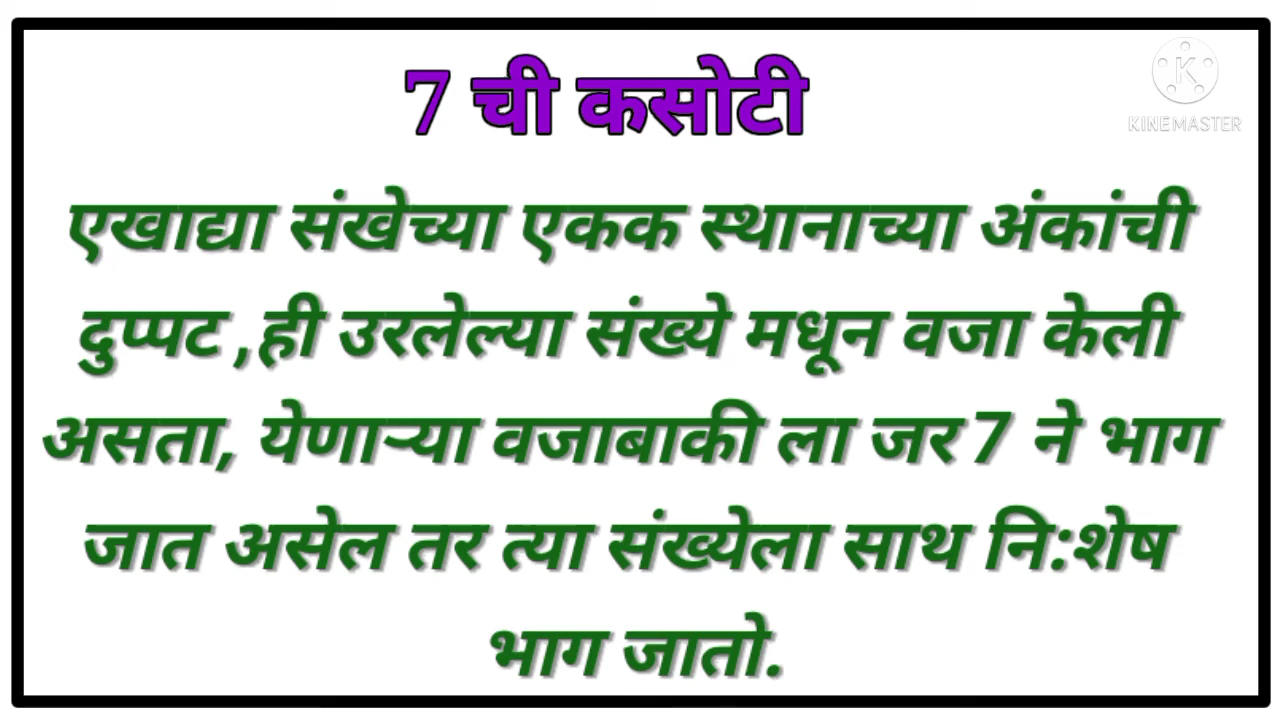 7 ची कसोटी
KINEMASTER
एखाद्या संखेच्या एकक स्थानाच्या अंकांची
दुप्पट ,ही उरलेल्या संख्ये मधून वजा केली
असता, येणाऱ्या वजाबाकी ला जर 7 ने भाग
जात असेल तर त्या संख्येला साथ नि:शेष
भाग जातो.